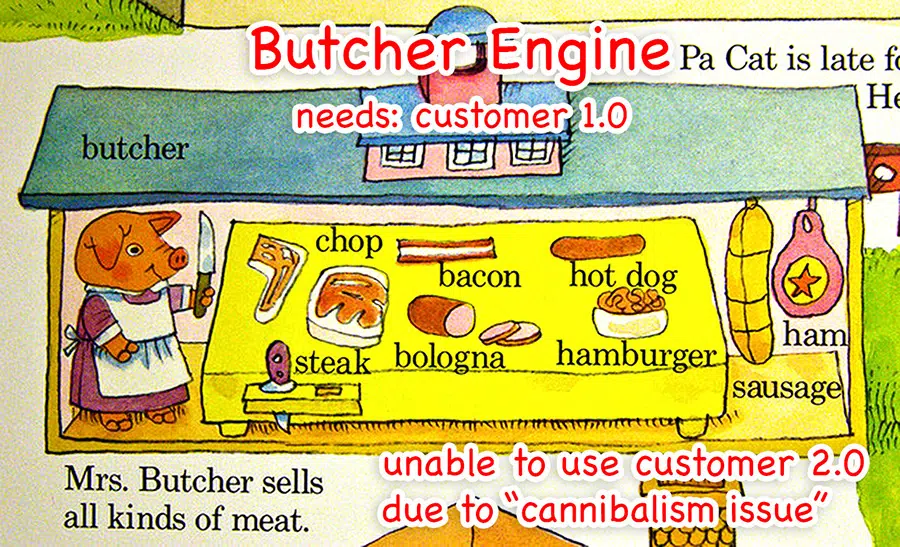 Butcher Engine
needs: customer 1.0
Pa Cat is late
He
butcher
chop
bacon
hot dog
steak
bologna
hamburger
ham
sausage
Mrs. Butcher sells
all kinds of meat.
unable to use customer 2.0
due to “cannibalism issue“